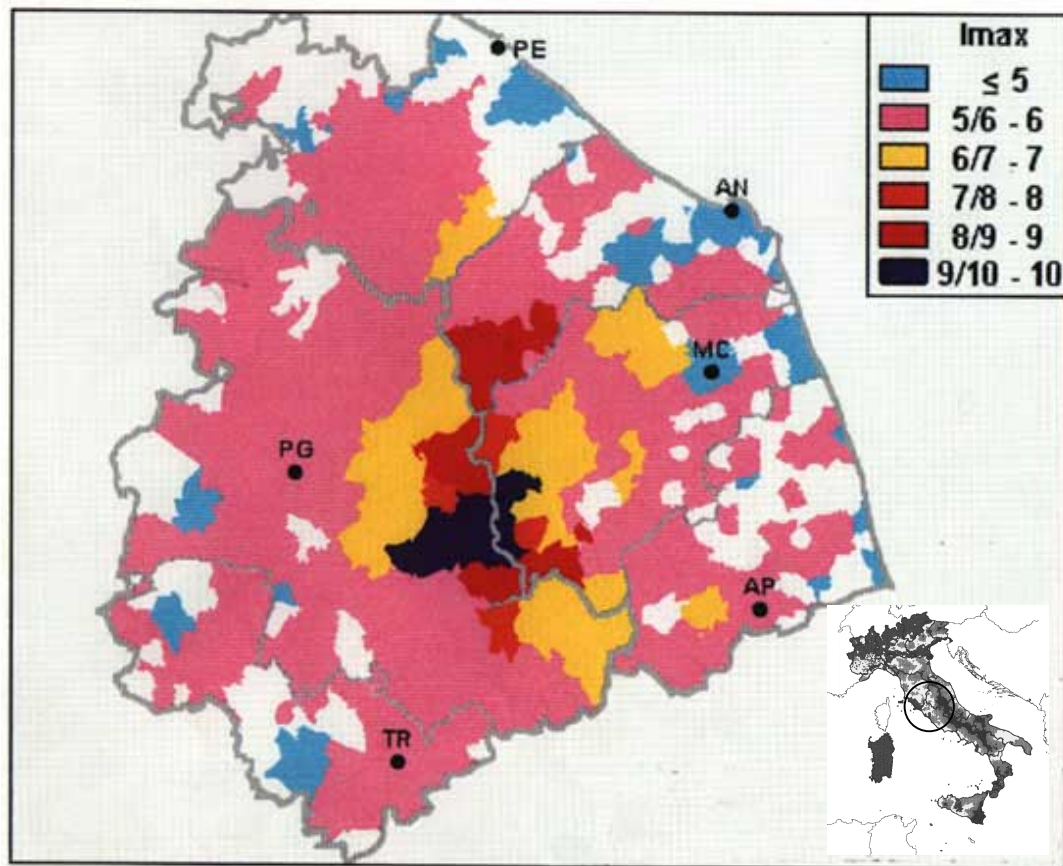 Imax
≤ 5
5/6 - 6
6/7 - 7
7/8 - 8
8/9 - 9
9/10 - 10
PE
AN
MC
PG
AP
TR